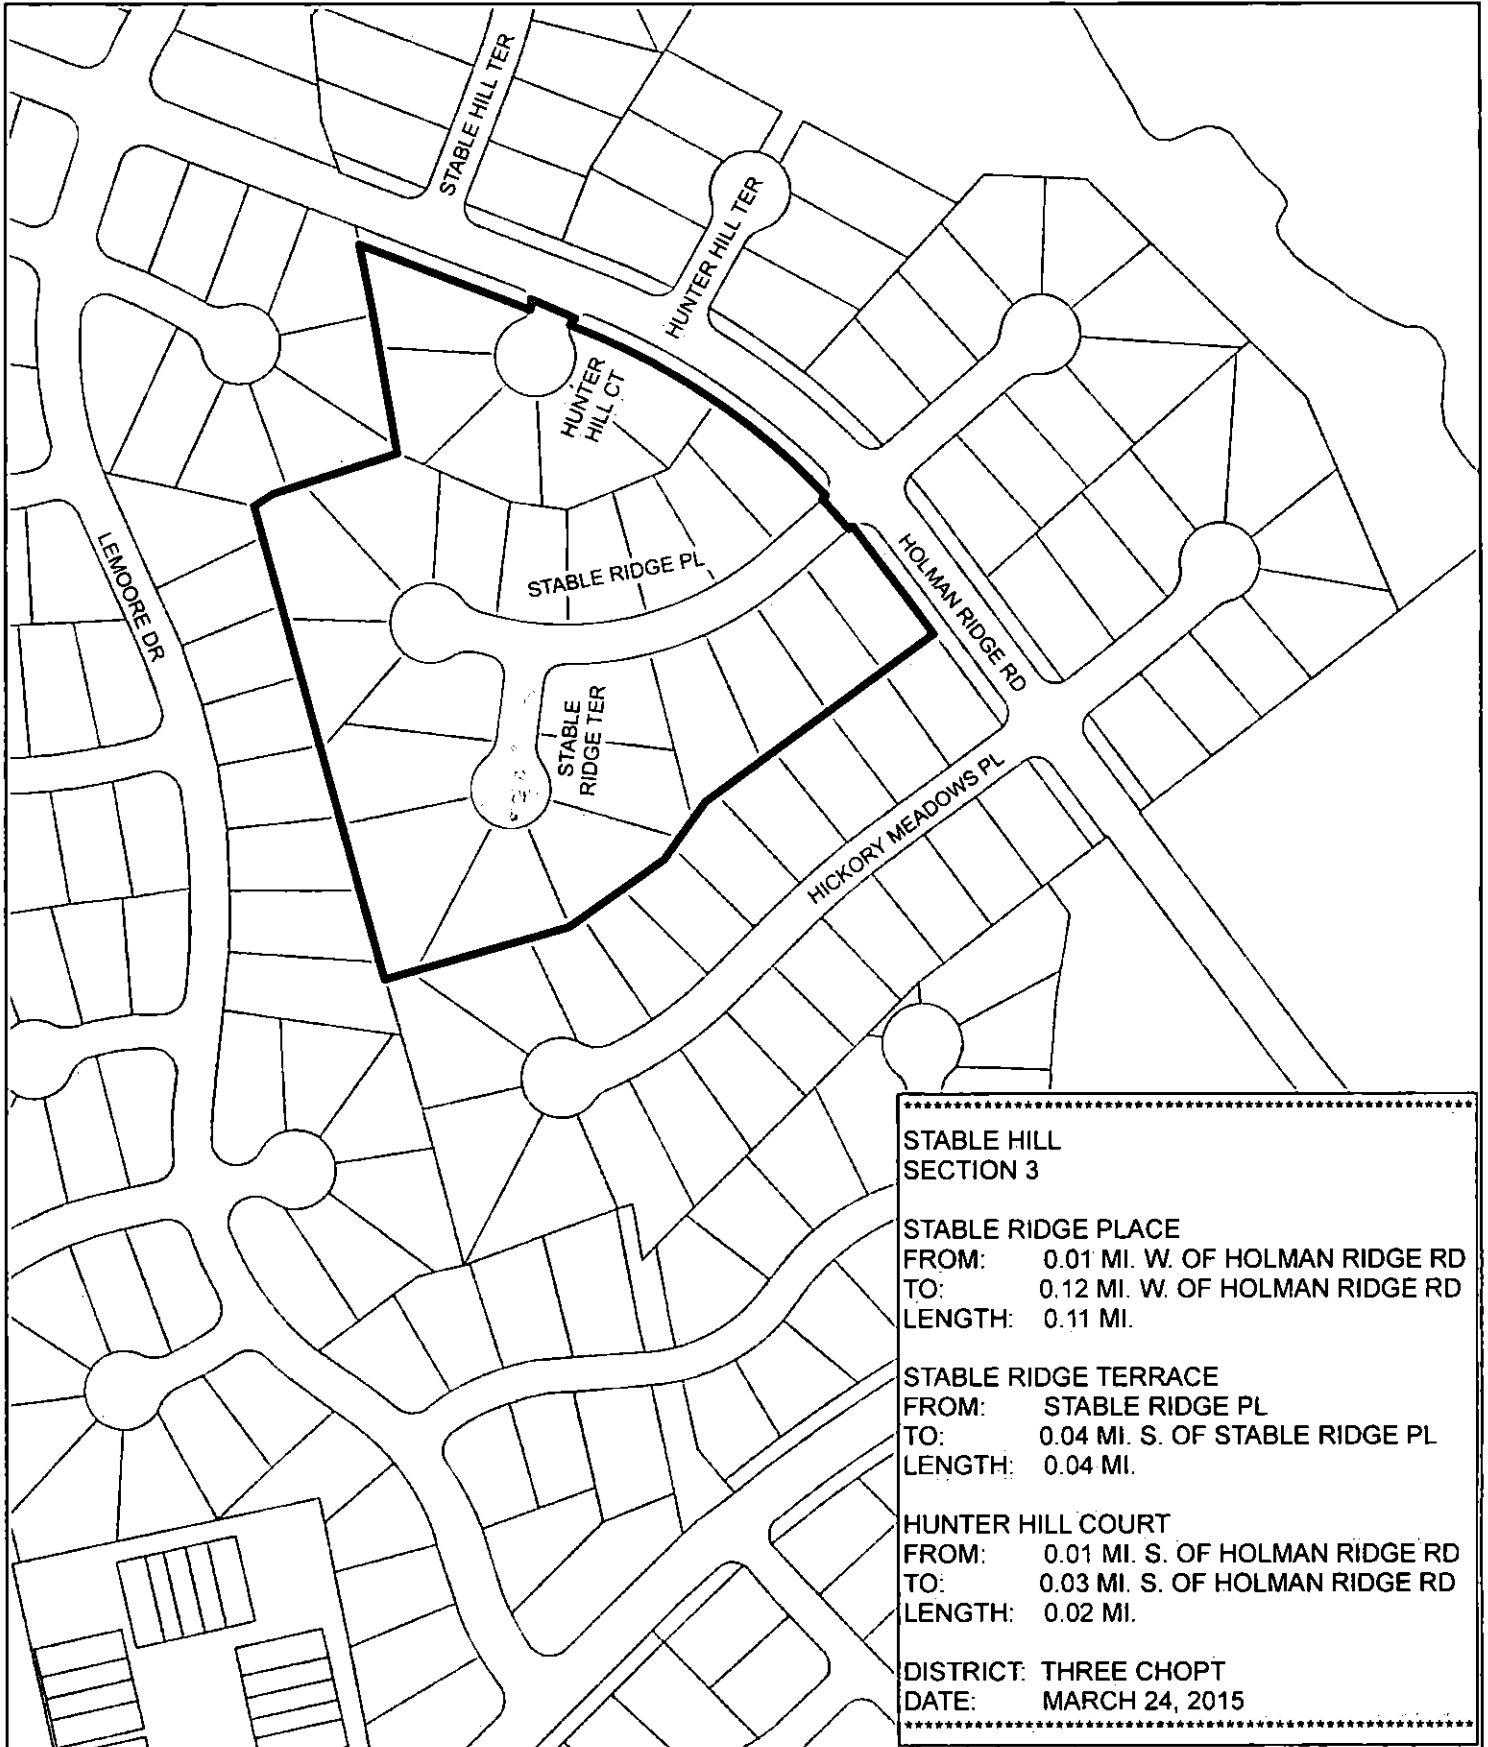 STABLE HILL TER
HUNTER HILL TER
HUNTER
HILL CT
STABLE RIDGE PL
LEMOORE DR
HOLMAN RIDGE RD
STABLE
RIDGE TER
HICKORY MEADOWS PL
STABLE HILL
SECTION 3
STABLE RIDGE PLACE
FROM: 0.01 MI. W. OF HOLMAN RIDGE RD
TO: 0.12 MI. W. OF HOLMAN RIDGE RD
LENGTH: 0.11 MI.
STABLE RIDGE TERRACE
FROM: STABLE RIDGE PL
TO: 0.04 MI. S. OF STABLE RIDGE PL
LENGTH: 0.04 MI.
HUNTER HILL COURT
FROM: 0.01 MI. S. OF HOLMAN RIDGE RD
TO: 0.03 MI. S. OF HOLMAN RIDGE RD
LENGTH: 0.02 MI.
DISTRICT: THREE CHOPT
DATE: MARCH 24, 2015